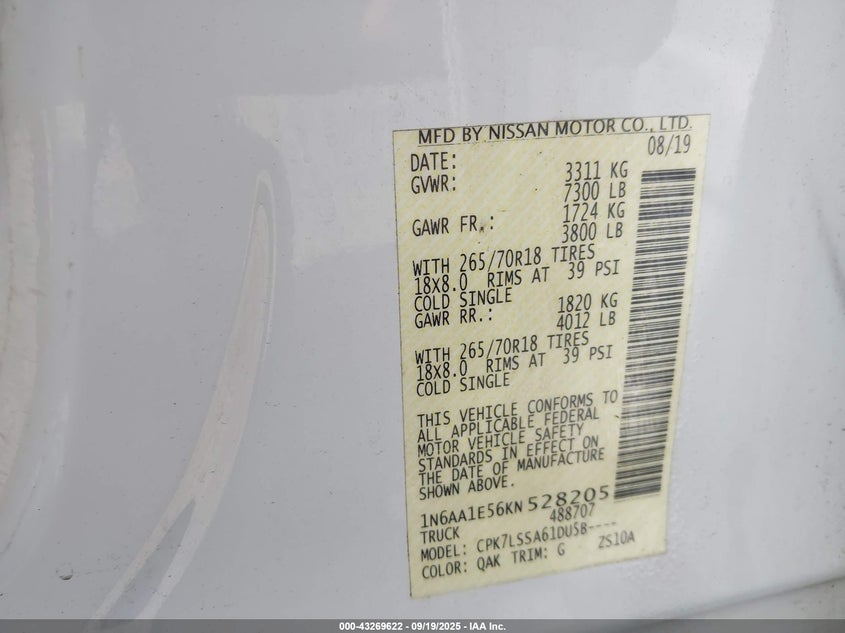 MFD BY NISSAN MOTOR CO., LTD.
DATE: 08/19
GVWR: 3311 KG
7300 LB
GAWR FR.: 1724 KG
3800 LB
WITH 265/70R18 TIRES
18X8.0 RIMS AT 39 PSI
COLD SINGLE
GAWR RR.: 1820 KG
4012 LB
WITH 265/70R18 TIRES
18X8.0 RIMS AT 39 PSI
COLD SINGLE
THIS VEHICLE CONFORMS TO
ALL APPLICABLE FEDERAL
MOTOR VEHICLE SAFETY
STANDARDS IN EFFECT ON
THE DATE OF MANUFACTURE
SHOWN ABOVE.
1N6AA1E56KN528205
TRUCK 488707
MODEL: CPK7LSSA61DU5B----
COLOR: QAK TRIM: G ZS10A
000-43269622 - 09/19/2025 - IAA Inc.